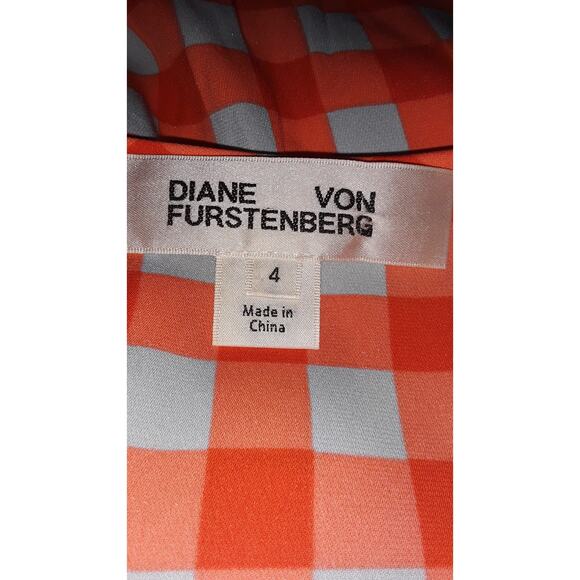 DIANE VON
FURSTENBERG
4
Made in
China